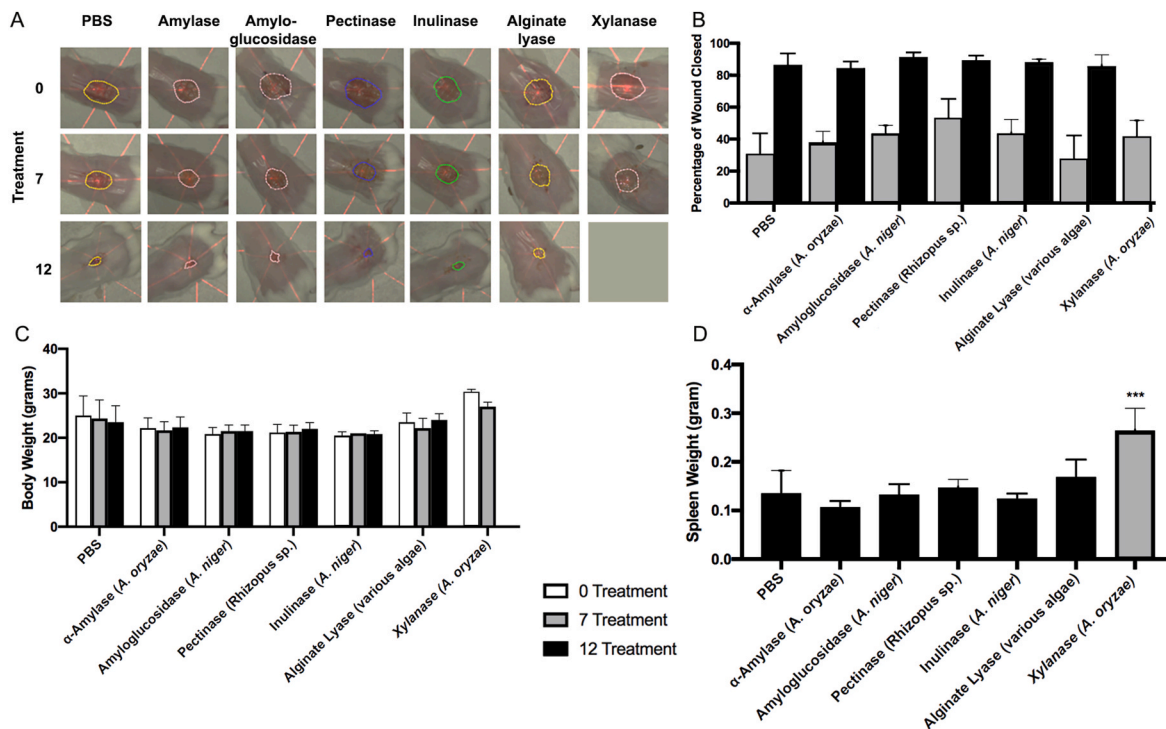 A
PBS
Amylase
Amylo-
glucosidase
Pectinase
Inulinase
Alginate
lyase
Xylanase
Treatment
0
7
12
B
Percentage of Wound Closed
100
80
60
40
20
0
PBS
α-Amylase (A. oryzae)
Amyloglucosidase (A. niger)
Pectinase (Rhizopus sp.)
Inulinase (A. niger)
Alginate Lyase (various algae)
Xylanase (A. oryzae)
C
Body Weight (grams)
40
30
20
10
0
PBS
α-Amylase (A. oryzae)
Amyloglucosidase (A. niger)
Pectinase (Rhizopus sp.)
Inulinase (A. niger)
Alginate Lyase (various algae)
Xylanase (A. oryzae)
0 Treatment
7 Treatment
12 Treatment
D
Spleen Weight (gram)
0.4
0.3
0.2
0.1
0.0
***
PBS
α-Amylase (A. oryzae)
Amyloglucosidase (A. niger)
Pectinase (Rhizopus sp.)
Inulinase (A. niger)
Alginate Lyase (various algae)
Xylanase (A. oryzae)